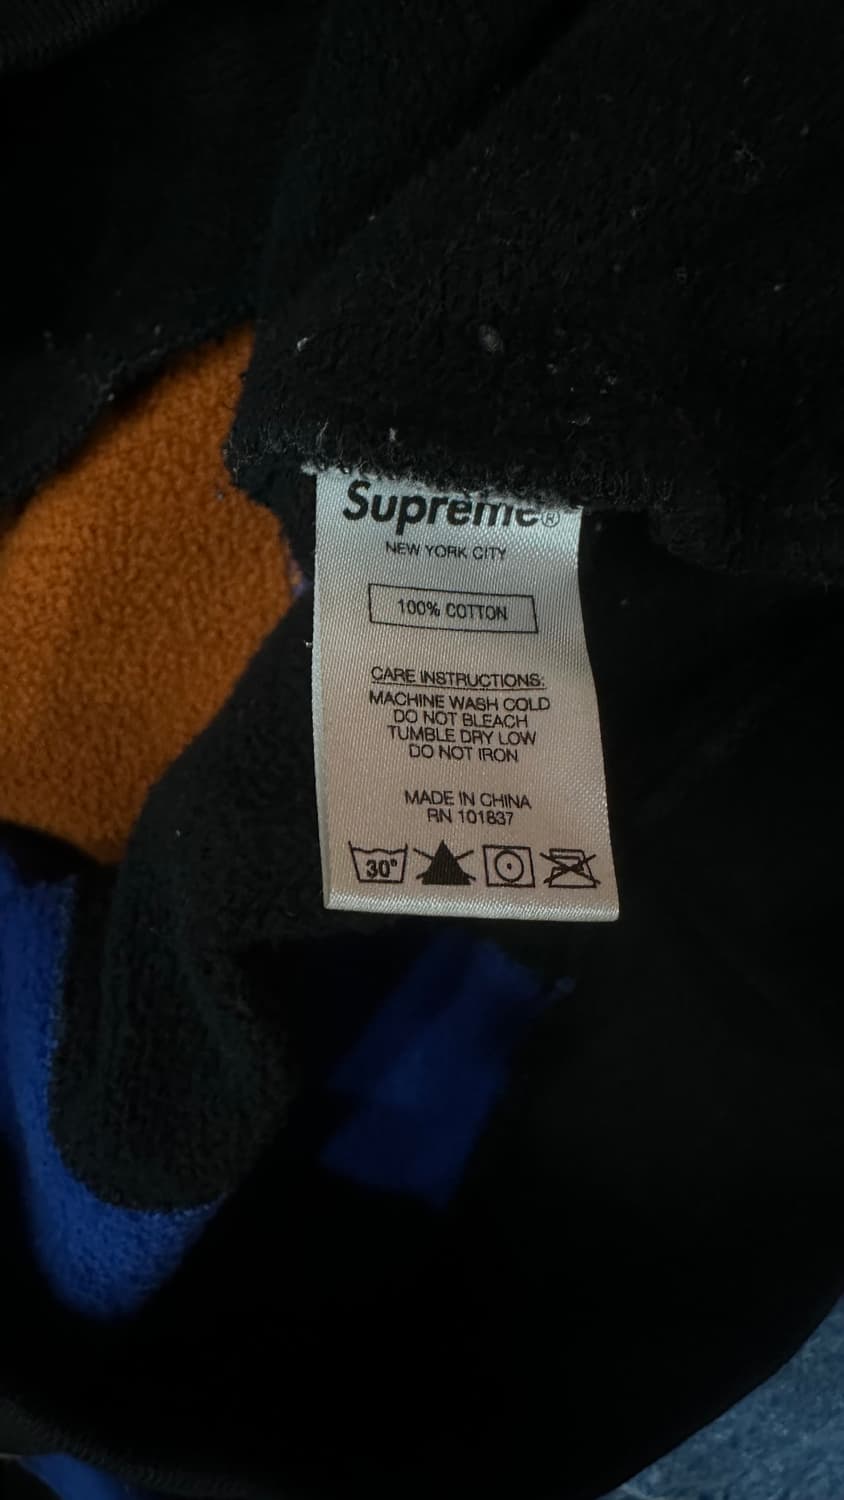 Supreme®
NEW YORK CITY
100% COTTON
CARE INSTRUCTIONS:
MACHINE WASH COLD
DO NOT BLEACH
TUMBLE DRY LOW
DO NOT IRON
MADE IN CHINA
RN 101837
30°